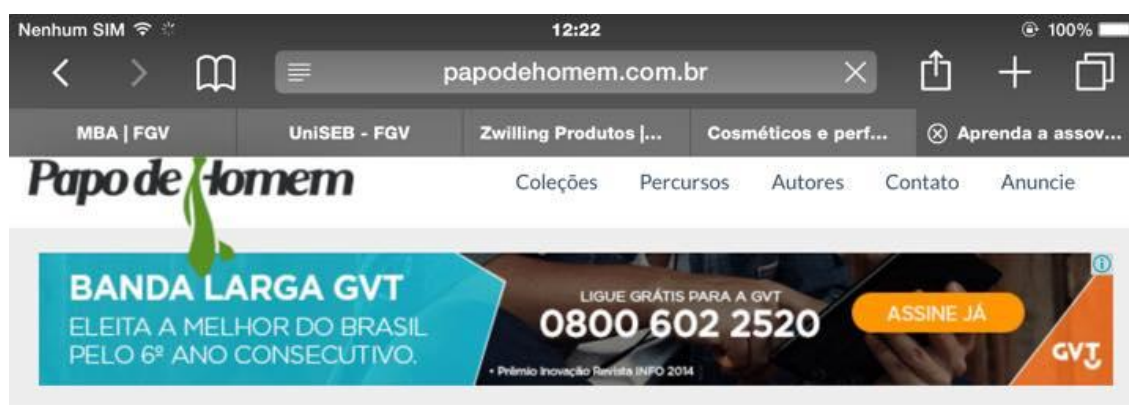 Nenhum SIM 12:22 100%
papodehomem.com.br
MBA | FGV UniSEB - FGV Zwilling Produtos |... Cosméticos e perf... Aprenda a assov...
Papo de Homem Coleções Percursos Autores Contato Anuncie
BANDA LARGA GVT
ELEITA A MELHOR DO BRASIL
PELO 6º ANO CONSECUTIVO.
LIGUE GRÁTIS PARA A GVT
0800 602 2520
• Prêmio Inovação Revista INFO 2014
ASSINE JÁ
GVT